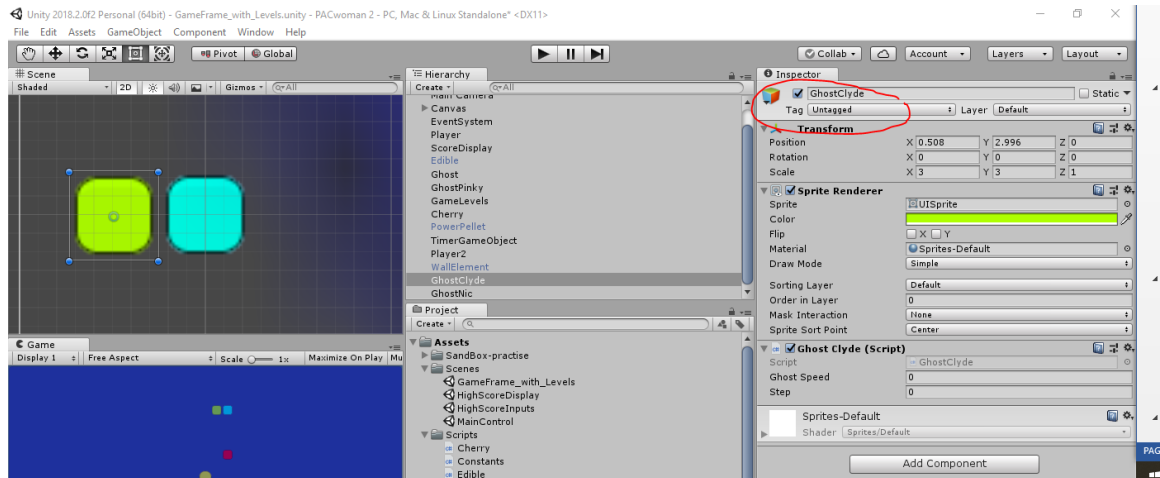 Unity 2018.2.0f2 Personal (64bit) - GameFrame_with_Levels.unity - PACwoman 2 - PC, Mac & Linux Standalone* <DX11>
File Edit Assets GameObject Component Window Help
Pivot Global Collab Account Layers Layout
Scene
Shaded 2D Gizmos All
Hierarchy
Create All
Main Camera
Canvas
EventSystem
Player
ScoreDisplay
Edible
Ghost
GhostPinky
GameLevels
Cherry
PowerPellet
TimerGameObject
Player2
WallElement
GhostClyde
GhostNic
Game
Display 1 Free Aspect Scale 1x Maximize On Play Mu
Project
Create
Assets
SandBox-practise
Scenes
GameFrame_with_Levels
HighScoreDisplay
HighScoreInputs
MainControl
Scripts
Cherry
Constants
Edible
Inspector
GhostClyde Static
Tag Untagged Layer Default
Transform
Position X 0.508 Y 2.996 Z 0
Rotation X 0 Y 0 Z 0
Scale X 3 Y 3 Z 1
Sprite Renderer
Sprite UISprite
Color
Flip X Y
Material Sprites-Default
Draw Mode Simple
Sorting Layer Default
Order in Layer 0
Mask Interaction None
Sprite Sort Point Center
Ghost Clyde (Script)
Script GhostClyde
Ghost Speed 0
Step 0
Sprites-Default
Shader Sprites/Default
Add Component
PAG